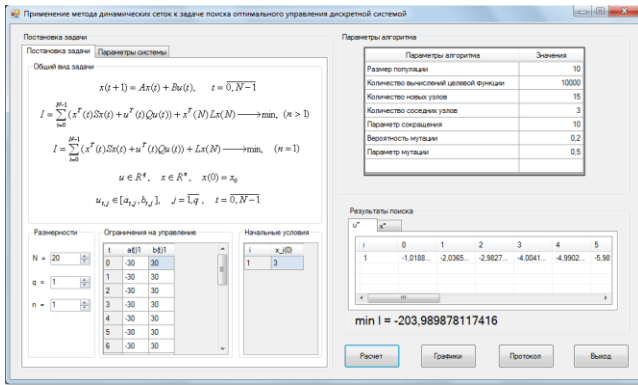 Применение метода динамических сеток к задаче поиска оптимального управления дискретной системой
Постановка задачи
Постановка задачи Параметры системы
Общий вид задачи
x(t+1) = Ax(t) + Bu(t), t = 0, N−1
I = ∑ (x^T(t)Sx(t) + u^T(t)Qu(t)) + x^T(N)Lx(N) ⟶ min, (n > 1)
N−1
t=0
I = ∑ (x^T(t)Sx(t) + u^T(t)Qu(t)) + Lx(N) ⟶ min, (n = 1)
N−1
t=0
u ∈ R^q, x ∈ R^n, x(0) = x_0
u_{t,j} ∈ [a_{t,j}, b_{t,j}], j = 1,q, t = 0, N−1
Размерности
N = 20
q = 1
n = 1
Ограничения на управление
t a(t)1 b(t)1
0 -30 30
1 -30 30
2 -30 30
3 -30 30
4 -30 30
5 -30 30
6 -30 30
Начальные условия
i x_i(0)
1 3
Параметры алгоритма
Параметры алгоритма Значения
Размер популяции 10
Количество вычислений целевой функции 10000
Количество новых узлов 15
Количество соседних узлов 3
Параметр сокращения 10
Вероятность мутации 0,2
Параметр мутации 0,5
Результаты поиска
u* x*
i 0 1 2 3 4 5
1 -1,0188... -2,0365... -2,9827... -4,0041... -4,9902... -5,98
min I = -203,989878117416
Расчет Графики Протокол Выход